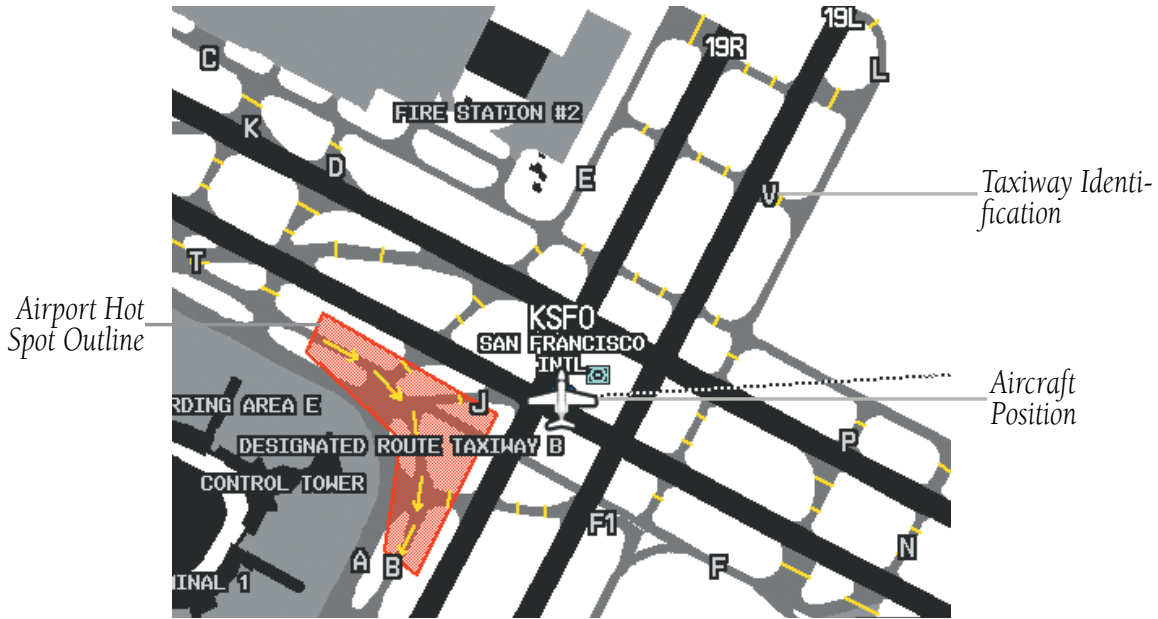 19L
19R
C
L
FIRE STATION #2
K
D
E
V
Taxiway Identi-
fication
T
Airport Hot
Spot Outline
KSFO
SAN FRANCISCO
INTL
Aircraft
Position
RDING AREA E
J
DESIGNATED ROUTE TAXIWAY B
P
CONTROL TOWER
F1
N
A
B
F
MINAL 1